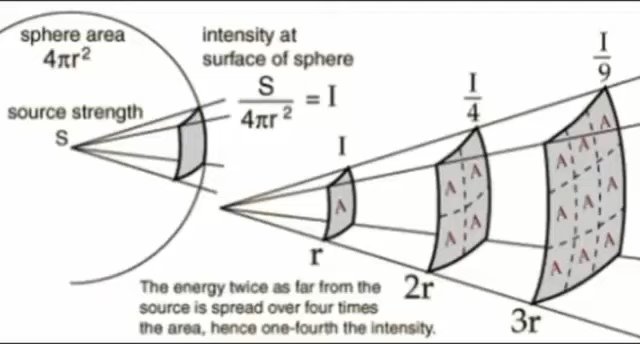 sphere area
4πr²
source strength
S
intensity at
surface of sphere
S
4πr²
= I
I
I
4
I
9
A
A
A
A
A
A
A
A
A
A
A
A
A
A
r
2r
3r
The energy twice as far from the
source is spread over four times
the area, hence one-fourth the intensity.